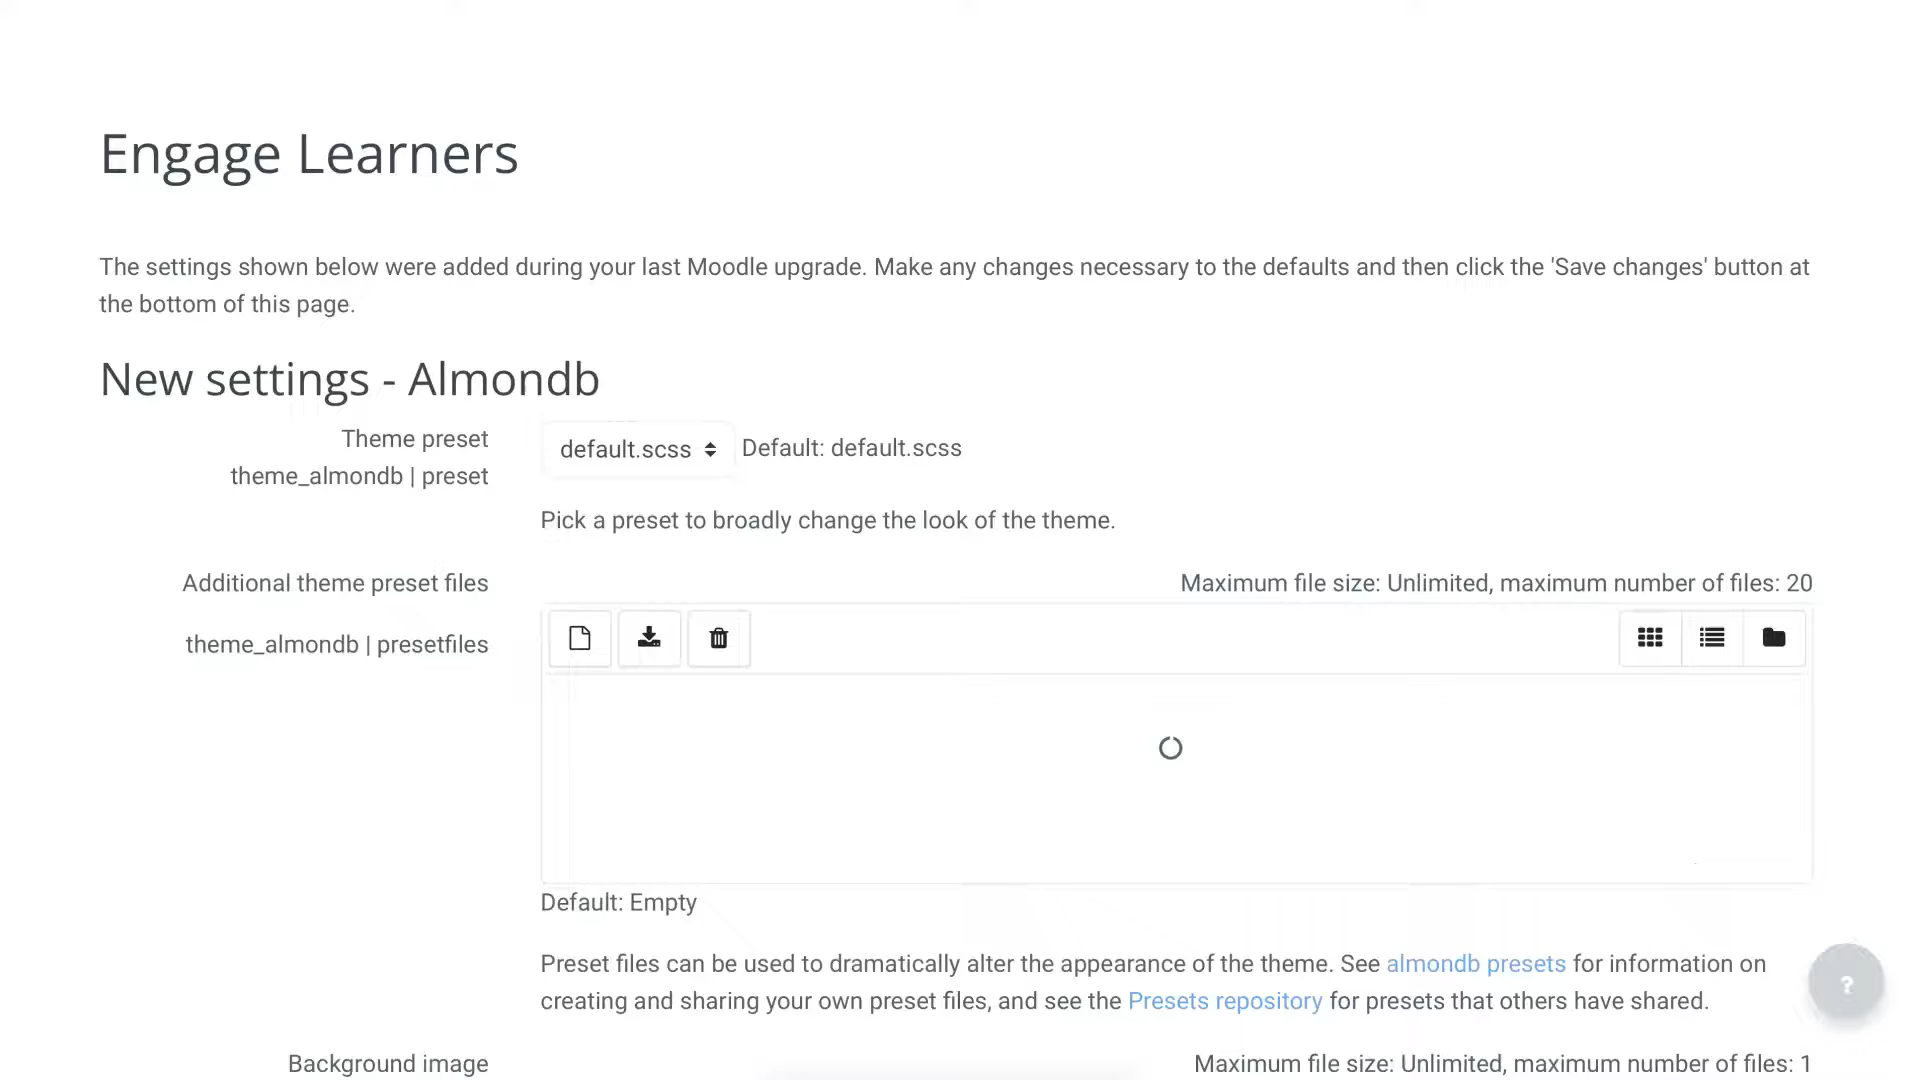 Engage Learners
The settings shown below were added during your last Moodle upgrade. Make any changes necessary to the defaults and then click the 'Save changes' button at
the bottom of this page.
New settings - Almondb
Theme preset
theme_almondb | preset
default.scss
Default: default.scss
Pick a preset to broadly change the look of the theme.
Additional theme preset files
theme_almondb | presetfiles
Maximum file size: Unlimited, maximum number of files: 20
Default: Empty
Preset files can be used to dramatically alter the appearance of the theme. See almondb presets for information on
creating and sharing your own preset files, and see the Presets repository for presets that others have shared.
?
Background image
Maximum file size: Unlimited, maximum number of files: 1